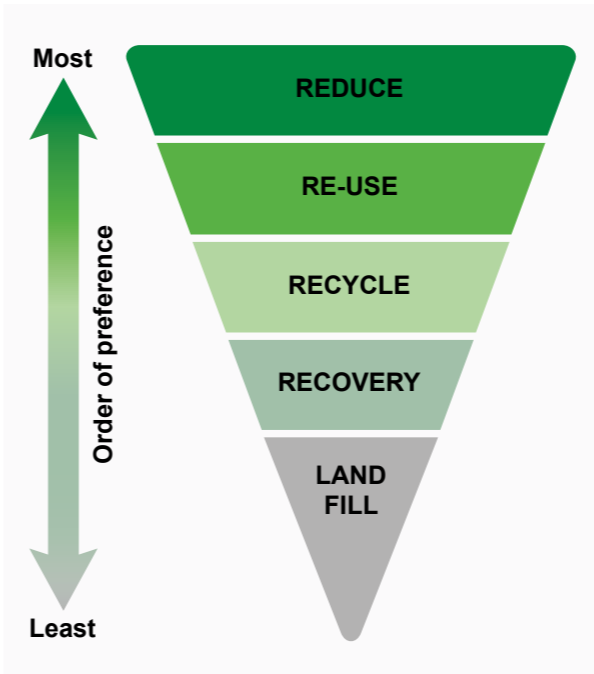 Most
REDUCE
RE-USE
RECYCLE
Order of preference
RECOVERY
LAND
FILL
Least